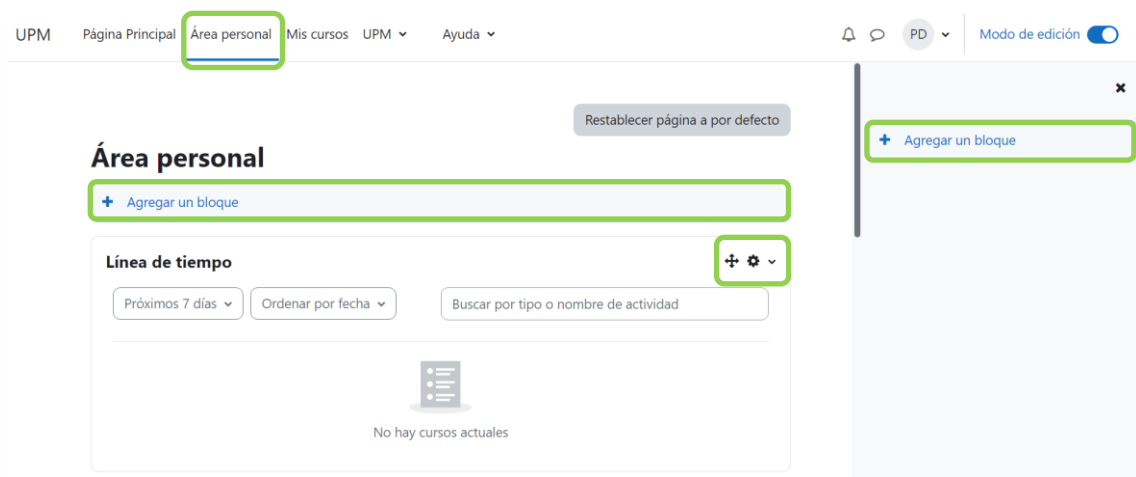 UPM Página Principal Área personal Mis cursos UPM Ayuda PD Modo de edición
Restablecer página a por defecto
Agregar un bloque
Área personal
Agregar un bloque
Línea de tiempo
Próximos 7 días Ordenar por fecha Buscar por tipo o nombre de actividad
No hay cursos actuales